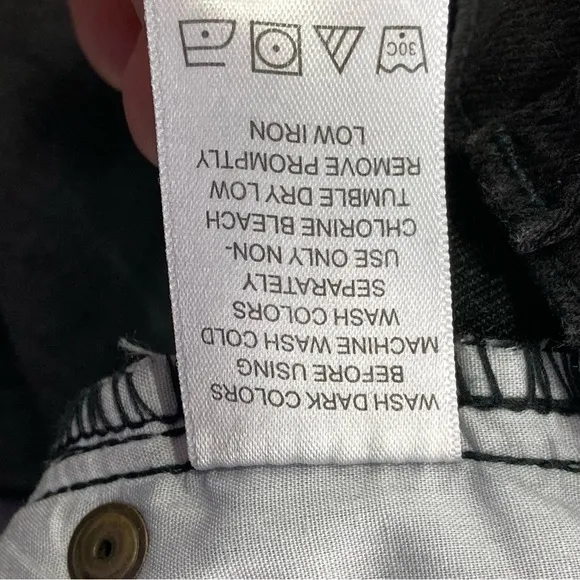 WASH DARK COLORS
BEFORE USING
MACHINE WASH COLD
WASH COLORS
SEPARATELY
USE ONLY NON-
CHLORINE BLEACH
TUMBLE DRY LOW
REMOVE PROMPTLY
LOW IRON
30C